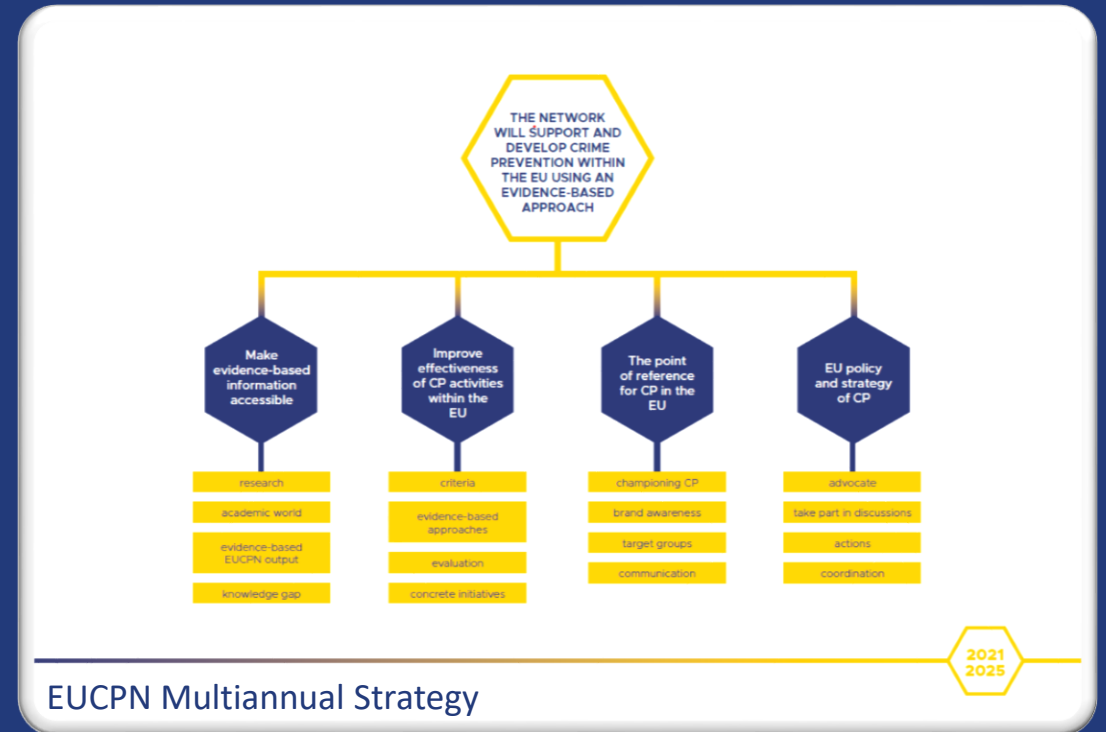 THE NETWORK
WILL SUPPORT AND
DEVELOP CRIME
PREVENTION WITHIN
THE EU USING AN
EVIDENCE-BASED
APPROACH
Make
evidence-based
information
accessible
research
academic world
evidence-based
EUCPN output
knowledge gap
Improve
effectiveness
of CP activities
within the
EU
criteria
evidence-based
approaches
evaluation
concrete initiatives
The point
of reference
for CP in the
EU
championing CP
brand awareness
target groups
communication
EU policy
and strategy
of CP
advocate
take part in discussions
actions
coordination
2021
2025
EUCPN Multiannual Strategy